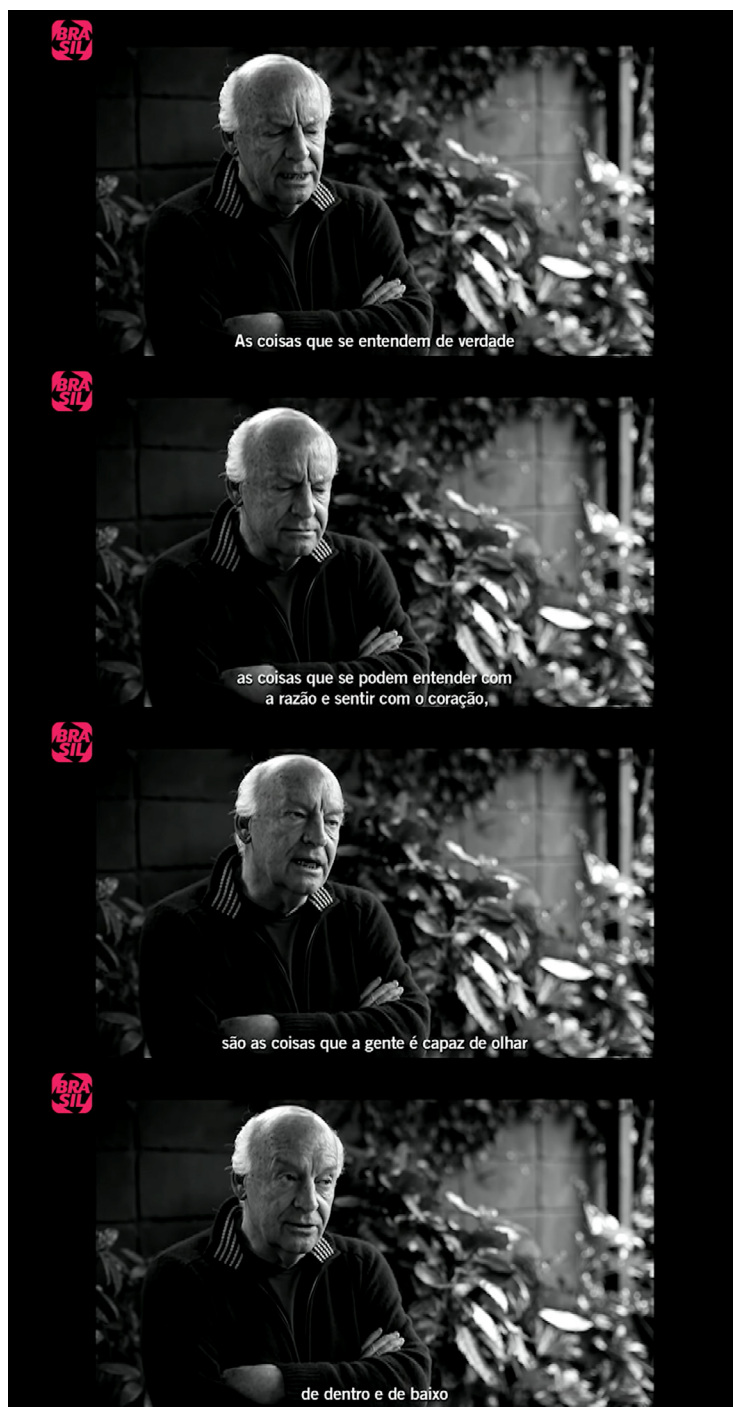 BRA
SIL
As coisas que se entendem de verdade
BRA
SIL
as coisas que se podem entender com
a razão e sentir com o coração,
BRA
SIL
são as coisas que a gente é capaz de olhar
BRA
SIL
de dentro e de baixo